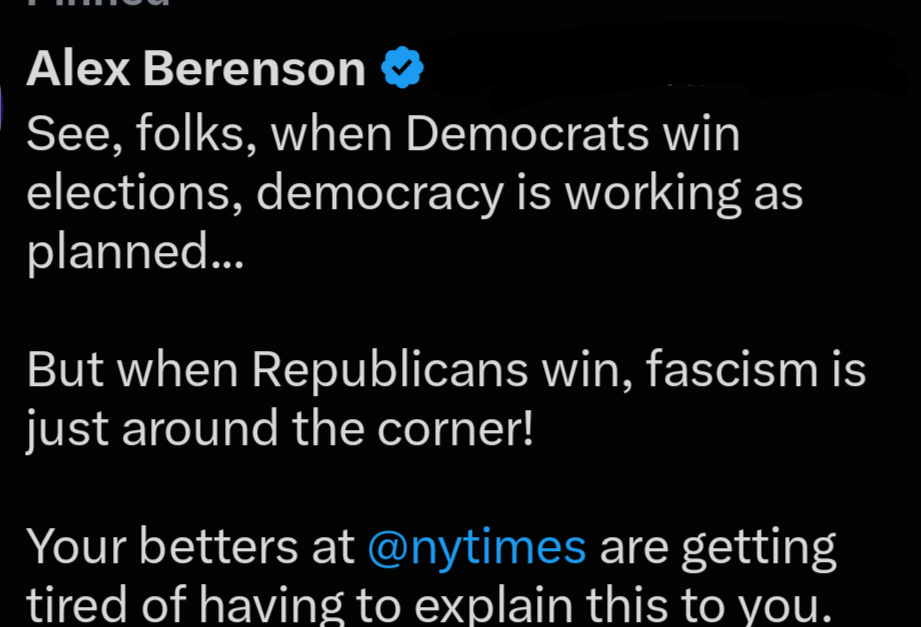 Pinned
Alex Berenson
See, folks, when Democrats win
elections, democracy is working as
planned...
But when Republicans win, fascism is
just around the corner!
Your betters at @nytimes are getting
tired of having to explain this to you.